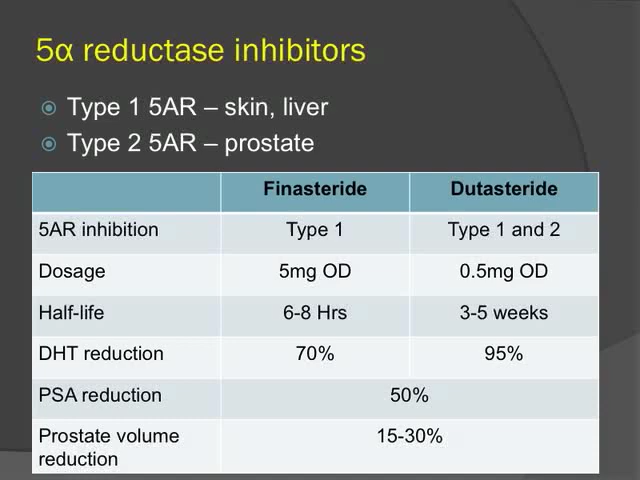 5α reductase inhibitors
Type 1 5AR – skin, liver
Type 2 5AR – prostate
Finasteride Dutasteride
5AR inhibition Type 1 Type 1 and 2
Dosage 5mg OD 0.5mg OD
Half-life 6-8 Hrs 3-5 weeks
DHT reduction 70% 95%
PSA reduction 50%
Prostate volume 15-30%
reduction